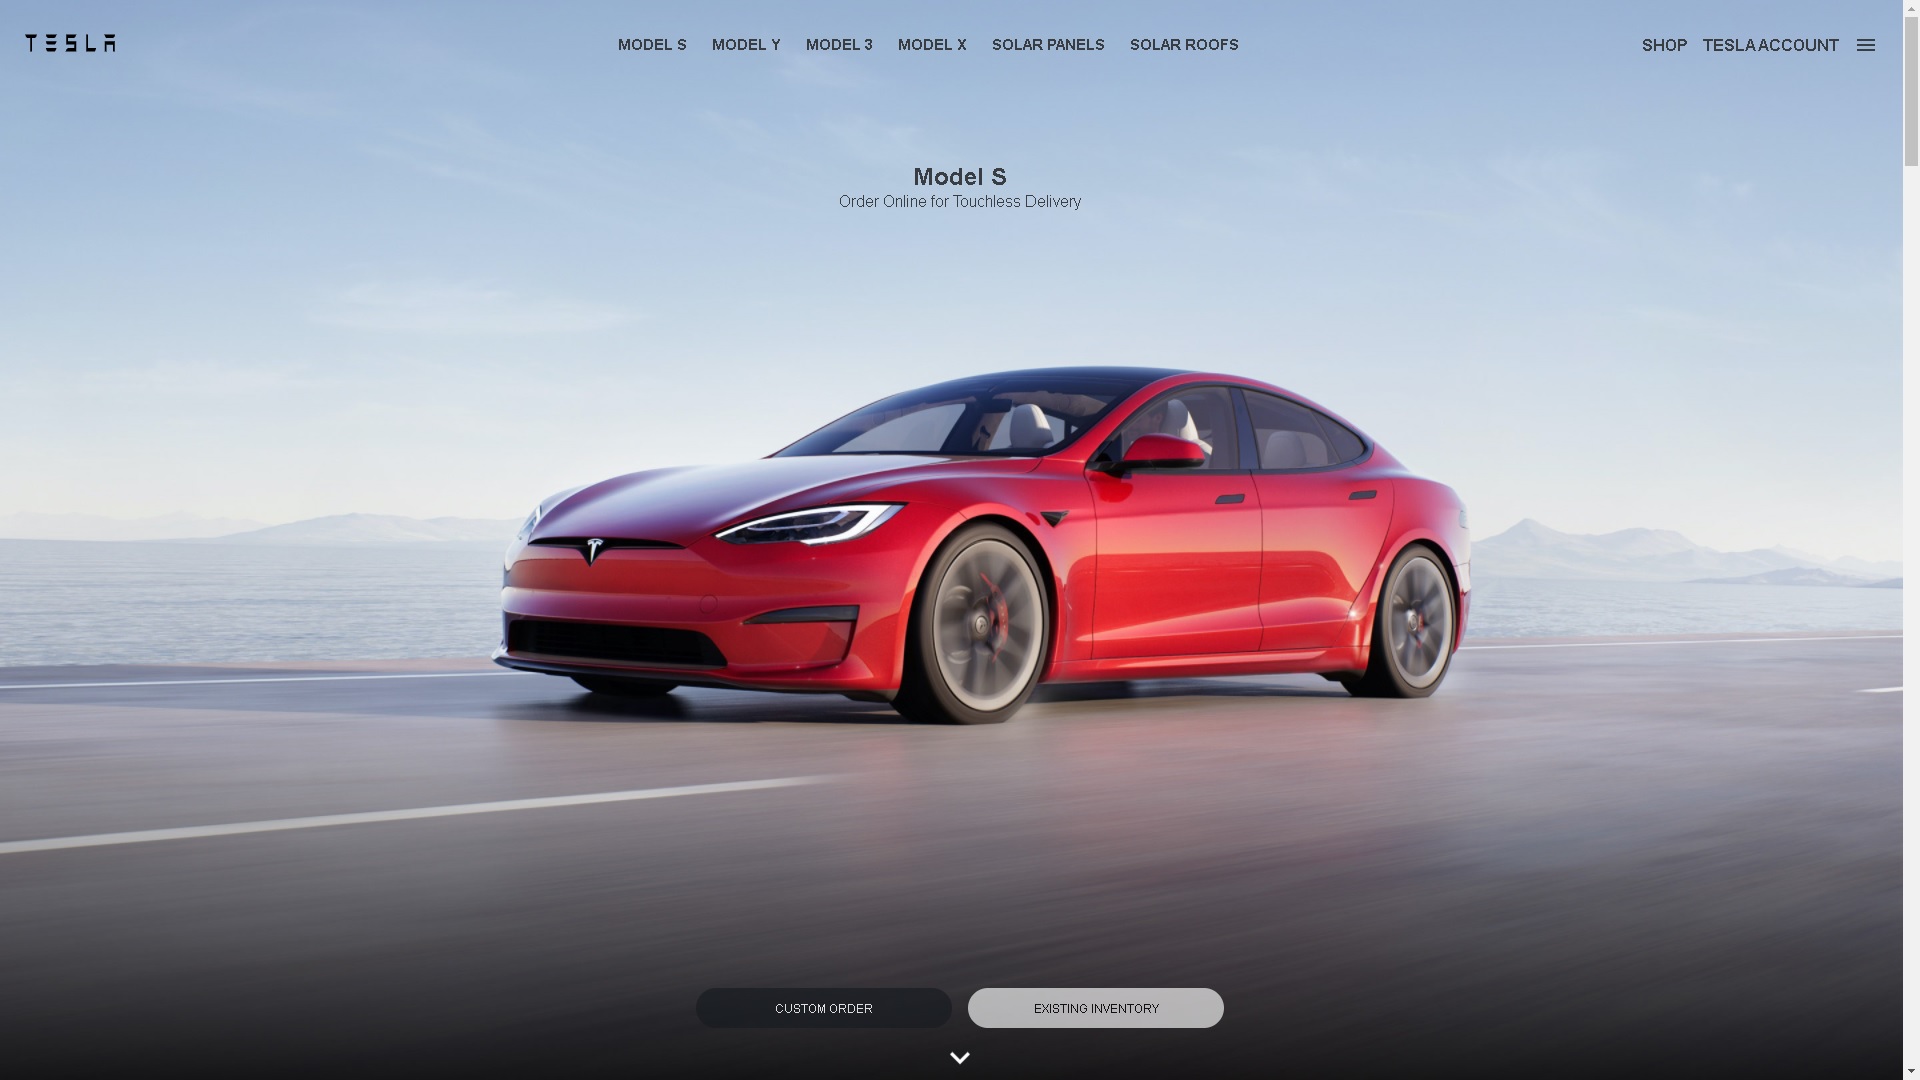 TESLA
MODEL S MODEL Y MODEL 3 MODEL X SOLAR PANELS SOLAR ROOFS
SHOP TESLA ACCOUNT
Model S
Order Online for Touchless Delivery
CUSTOM ORDER
EXISTING INVENTORY